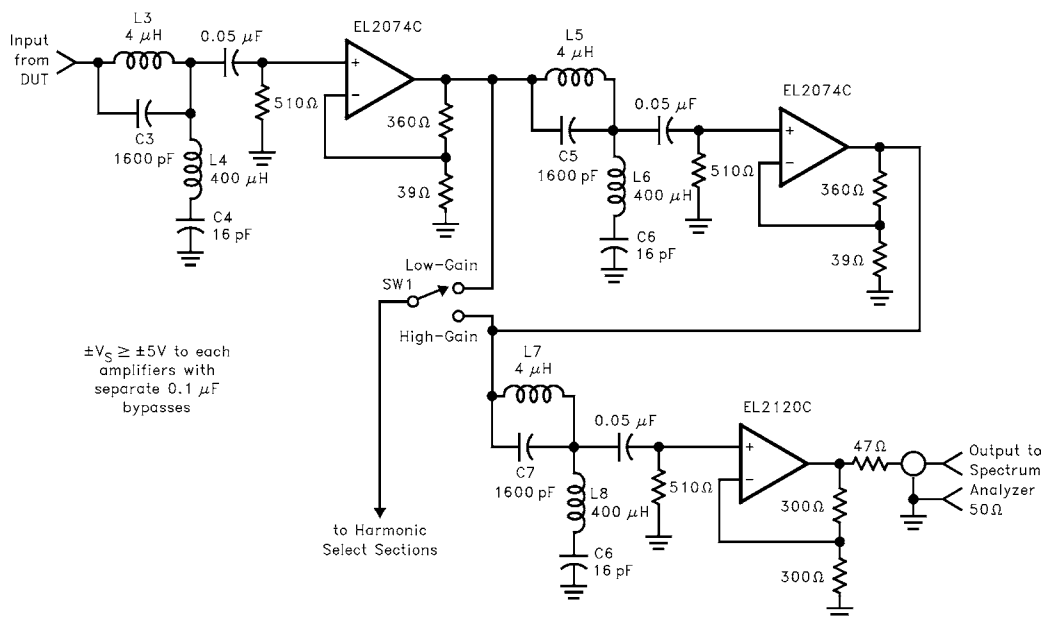 Input
from
DUT
L3
4 μH
0.05 μF
EL2074C
+
−
C3
1600 pF
510Ω
L4
400 μH
C4
16 pF
360Ω
39Ω
L5
4 μH
0.05 μF
EL2074C
+
−
C5
1600 pF
510Ω
L6
400 μH
C6
16 pF
360Ω
39Ω
Low-Gain
SW1
High-Gain
±VS ≥ ±5V to each
amplifiers with
separate 0.1 μF
bypasses
to Harmonic
Select Sections
L7
4 μH
0.05 μF
EL2120C
+
−
C7
1600 pF
510Ω
L8
400 μH
C6
16 pF
47Ω
300Ω
300Ω
Output to
Spectrum
Analyzer
50Ω